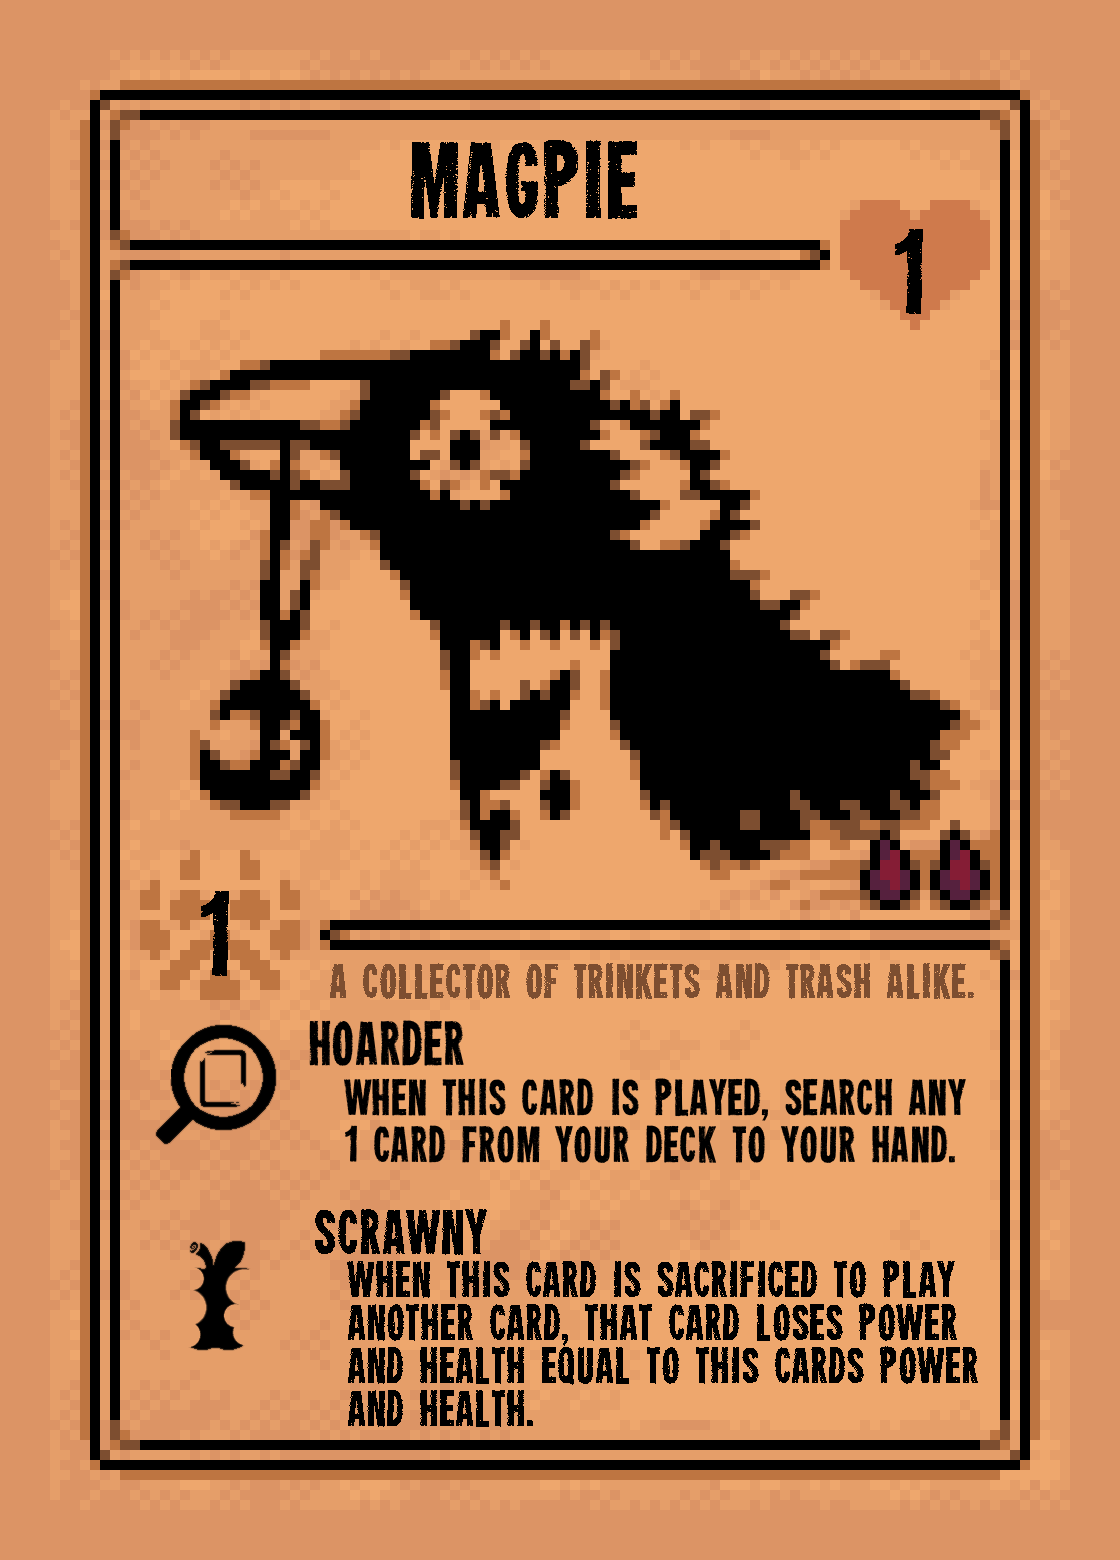 MAGPIE
1
1
A COLLECTOR OF TRINKETS AND TRASH ALIKE.
HOARDER
WHEN THIS CARD IS PLAYED, SEARCH ANY
1 CARD FROM YOUR DECK TO YOUR HAND.
SCRAWNY
WHEN THIS CARD IS SACRIFICED TO PLAY
ANOTHER CARD, THAT CARD LOSES POWER
AND HEALTH EQUAL TO THIS CARDS POWER
AND HEALTH.